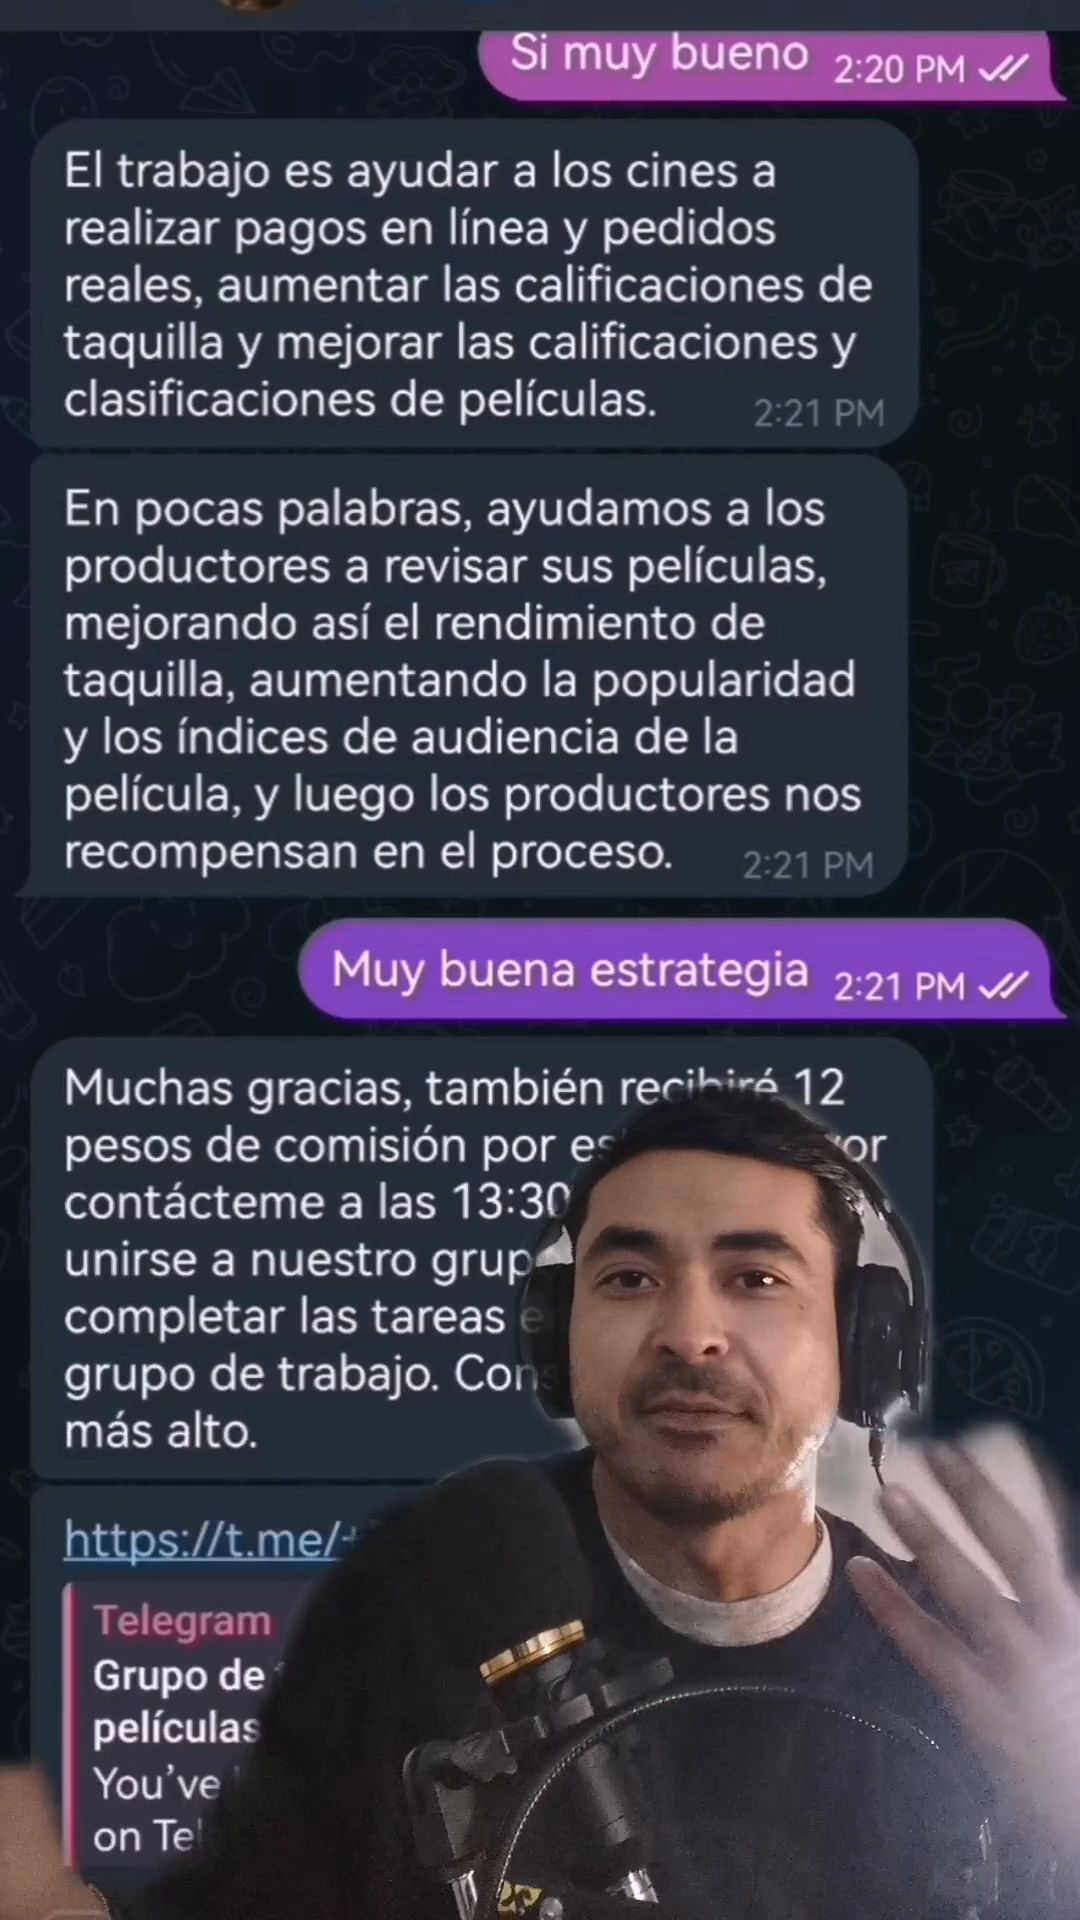 Si muy bueno 2:20 PM
El trabajo es ayudar a los cines a
realizar pagos en línea y pedidos
reales, aumentar las calificaciones de
taquilla y mejorar las calificaciones y
clasificaciones de películas. 2:21 PM
En pocas palabras, ayudamos a los
productores a revisar sus películas,
mejorando así el rendimiento de
taquilla, aumentando la popularidad
y los índices de audiencia de la
película, y luego los productores nos
recompensan en el proceso. 2:21 PM
Muy buena estrategia 2:21 PM
Muchas gracias, también recibiré 12
pesos de comisión por
contácteme a las 13:30
unirse a nuestro
completar las tareas
grupo de trabajo.
más alto.
https://t.me/+
Telegram
Grupo de
películas
You've
on